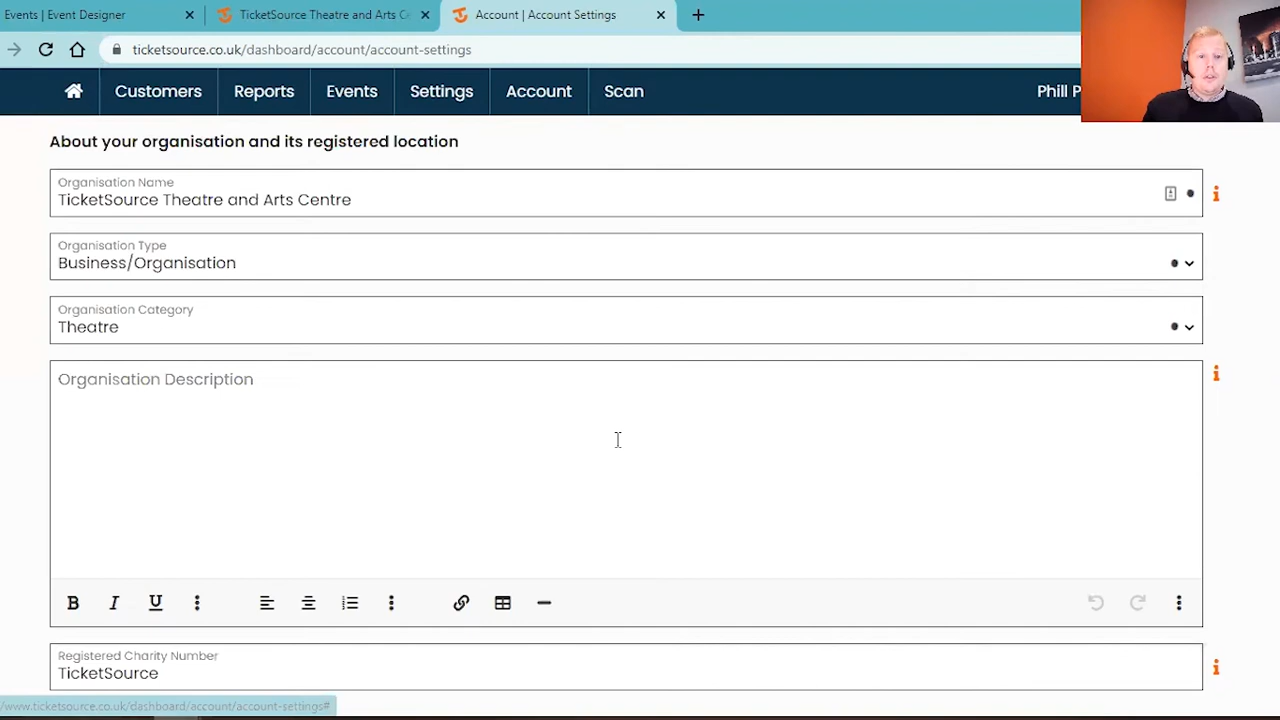 Events | Event Designer
TicketSource Theatre and Arts Ce
Account | Account Settings
ticketsource.co.uk/dashboard/account/account-settings
Customers
Reports
Events
Settings
Account
Scan
Phill P
About your organisation and its registered location
Organisation Name
TicketSource Theatre and Arts Centre
Organisation Type
Business/Organisation
Organisation Category
Theatre
Organisation Description
B I U
Registered Charity Number
TicketSource
/www.ticketsource.co.uk/dashboard/account/account-settings#